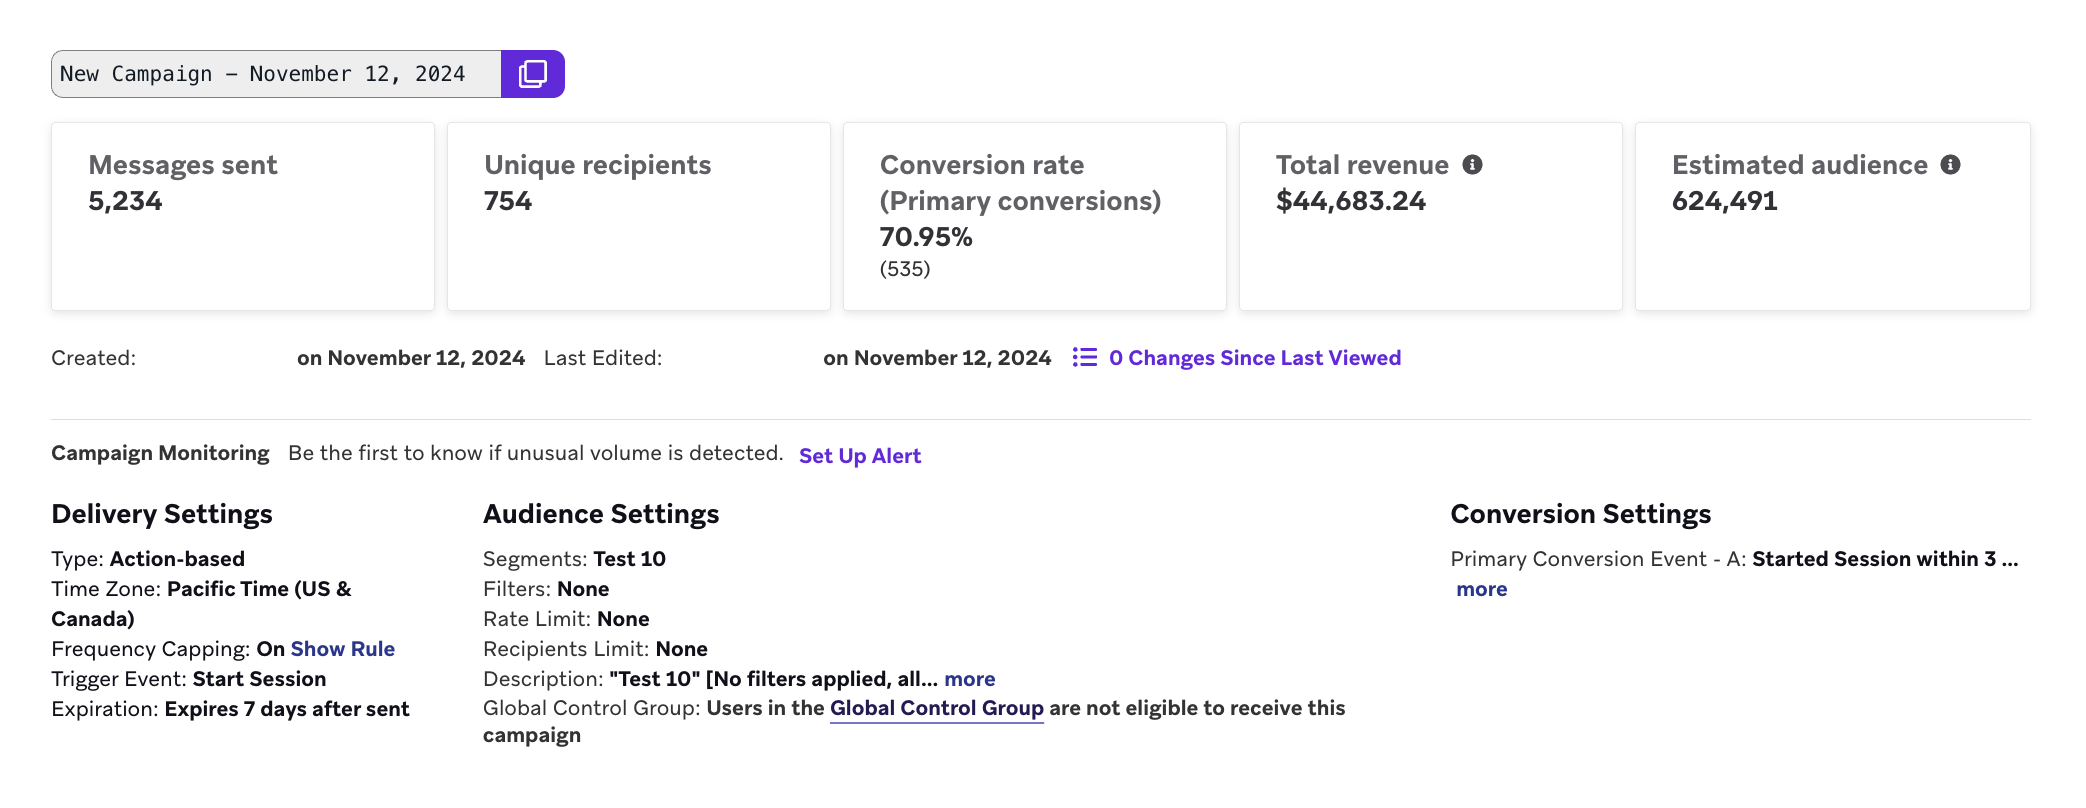 New Campaign – November 12, 2024
Messages sent
5,234
Unique recipients
754
Conversion rate
(Primary conversions)
70.95%
(535)
Total revenue
$44,683.24
Estimated audience
624,491
Created: on November 12, 2024 Last Edited: on November 12, 2024 0 Changes Since Last Viewed
Campaign Monitoring Be the first to know if unusual volume is detected. Set Up Alert
Delivery Settings
Type: Action-based
Time Zone: Pacific Time (US &
Canada)
Frequency Capping: On Show Rule
Trigger Event: Start Session
Expiration: Expires 7 days after sent
Audience Settings
Segments: Test 10
Filters: None
Rate Limit: None
Recipients Limit: None
Description: "Test 10" [No filters applied, all... more
Global Control Group: Users in the Global Control Group are not eligible to receive this
campaign
Conversion Settings
Primary Conversion Event - A: Started Session within 3 ...
more